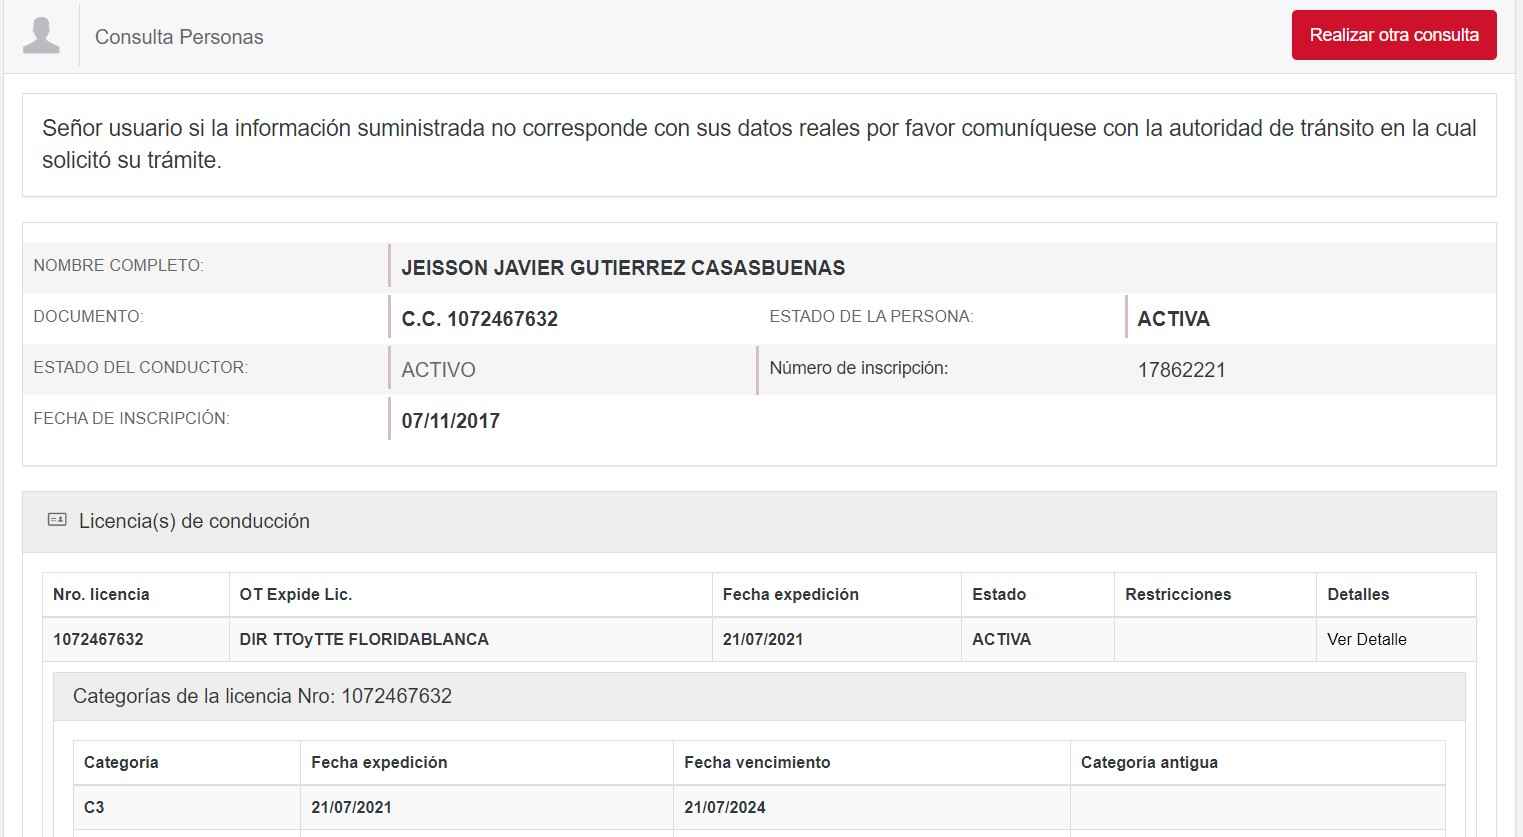 Consulta Personas
Realizar otra consulta
Señor usuario si la información suministrada no corresponde con sus datos reales por favor comuníquese con la autoridad de tránsito en la cual
solicitó su trámite.
NOMBRE COMPLETO: JEISSON JAVIER GUTIERREZ CASASBUENAS
DOCUMENTO: C.C. 1072467632 ESTADO DE LA PERSONA: ACTIVA
ESTADO DEL CONDUCTOR: ACTIVO Número de inscripción: 17862221
FECHA DE INSCRIPCIÓN: 07/11/2017
Licencia(s) de conducción
Nro. licencia OT Expide Lic. Fecha expedición Estado Restricciones Detalles
1072467632 DIR TTOyTTE FLORIDABLANCA 21/07/2021 ACTIVA Ver Detalle
Categorías de la licencia Nro: 1072467632
Categoría Fecha expedición Fecha vencimiento Categoría antigua
C3 21/07/2021 21/07/2024